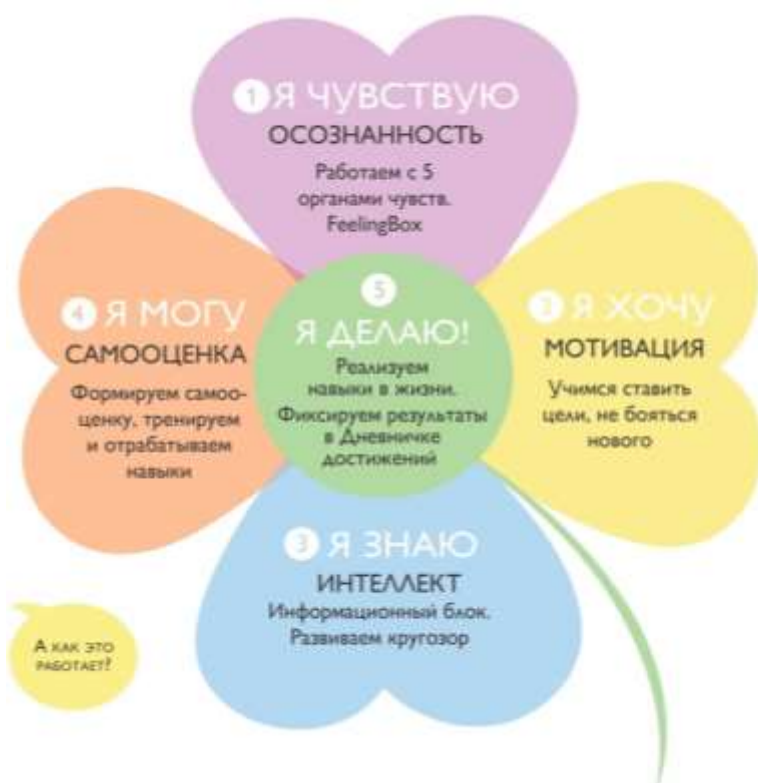 1 Я ЧУВСТВУЮ
ОСОЗНАННОСТЬ
Работаем с 5
органами чувств.
FeelingBox
2 Я ХОЧУ
МОТИВАЦИЯ
Учимся ставить
цели, не бояться
нового
3 Я ЗНАЮ
ИНТЕЛЛЕКТ
Информационный блок.
Развиваем кругозор
4 Я МОГУ
САМООЦЕНКА
Формируем самоо-
ценку, тренируем
и отрабатываем
навыки
5
Я ДЕЛАЮ!
Реализуем
навыки в жизни.
Фиксируем результаты
в Дневничке
достижений
А КАК ЭТО
РАБОТАЕТ?